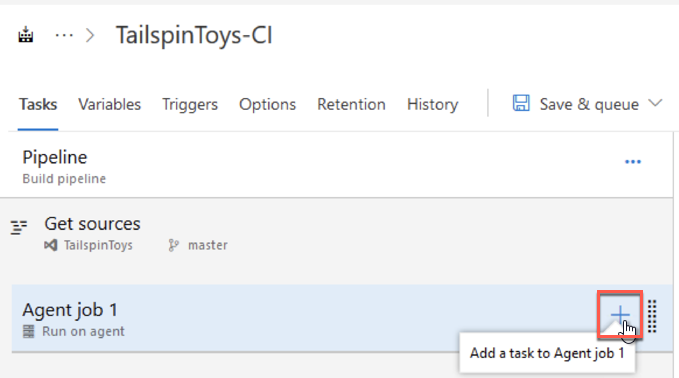 ··· > TailspinToys-CI
Tasks Variables Triggers Options Retention History Save & queue
Pipeline
Build pipeline
Get sources
TailspinToys master
Agent job 1
Run on agent
Add a task to Agent job 1